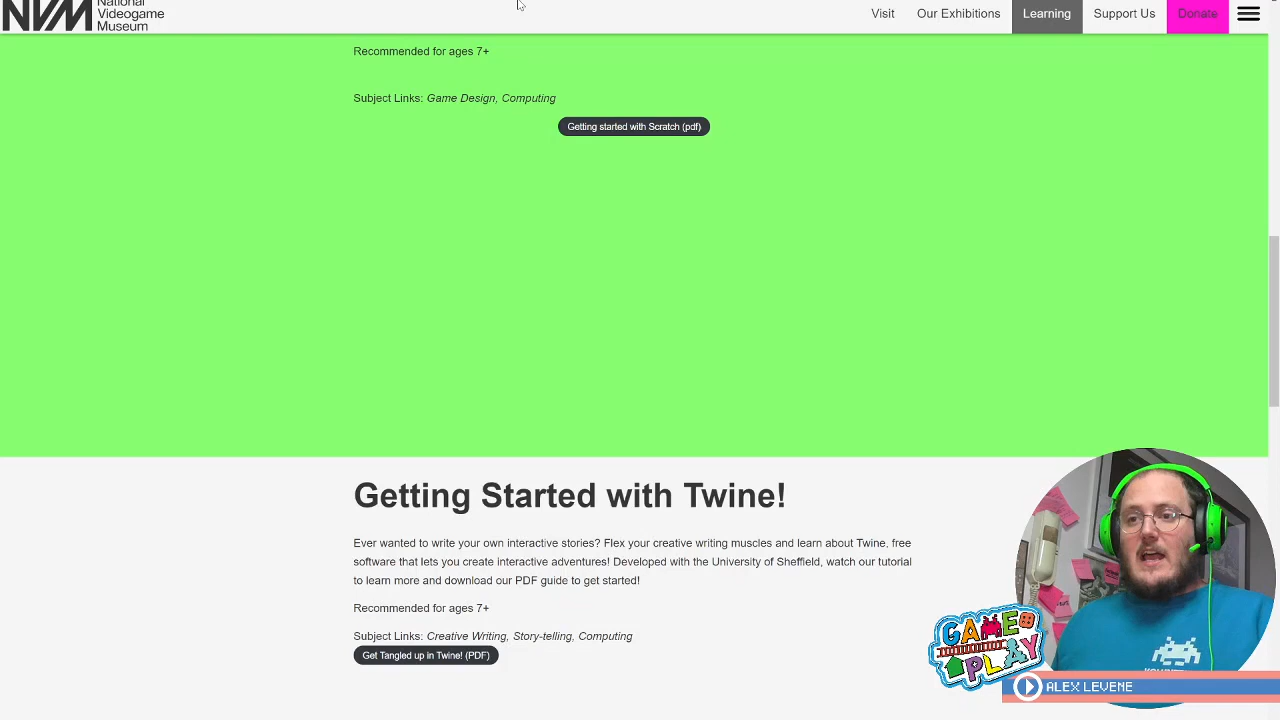 National
NVM Videogame
Museum
Visit Our Exhibitions Learning Support Us Donate
Recommended for ages 7+
Subject Links: Game Design, Computing
Getting started with Scratch (pdf)
Getting Started with Twine!
Ever wanted to write your own interactive stories? Flex your creative writing muscles and learn about Twine, free
software that lets you create interactive adventures! Developed with the University of Sheffield, watch our tutorial
to learn more and download our PDF guide to get started!
Recommended for ages 7+
Subject Links: Creative Writing, Story-telling, Computing
Get Tangled up in Twine! (PDF)
GAME
PLAY
ALEX LEVENE